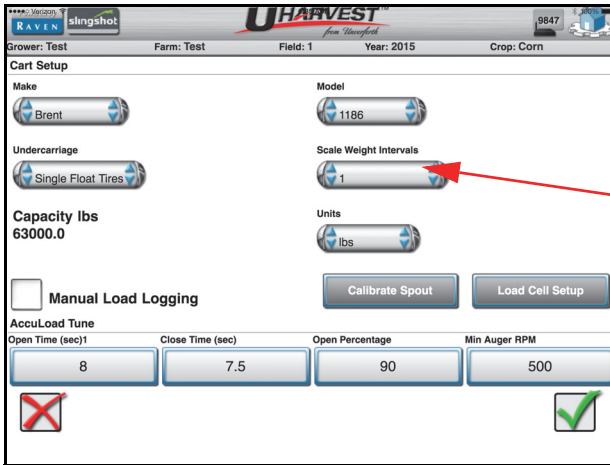 Verizon
RAVEN slingshot UHARVEST™ 9847 100%
from Unverferth
Grower: Test Farm: Test Field: 1 Year: 2015 Crop: Corn
Cart Setup
Make Model
Brent 1186
Undercarriage Scale Weight Intervals
Single Float Tires 1
Capacity lbs Units
63000.0 lbs
Manual Load Logging Calibrate Spout Load Cell Setup
AccuLoad Tune
Open Time (sec)1 Close Time (sec) Open Percentage Min Auger RPM
8 7.5 90 500